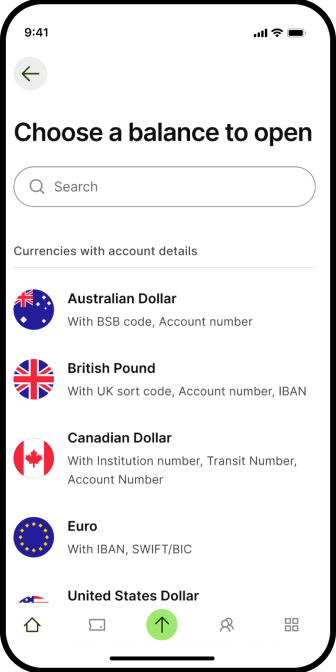 9:41
Choose a balance to open
Search
Currencies with account details
Australian Dollar
With BSB code, Account number
British Pound
With UK sort code, Account number, IBAN
Canadian Dollar
With Institution number, Transit Number,
Account Number
Euro
With IBAN, SWIFT/BIC
United States Dollar